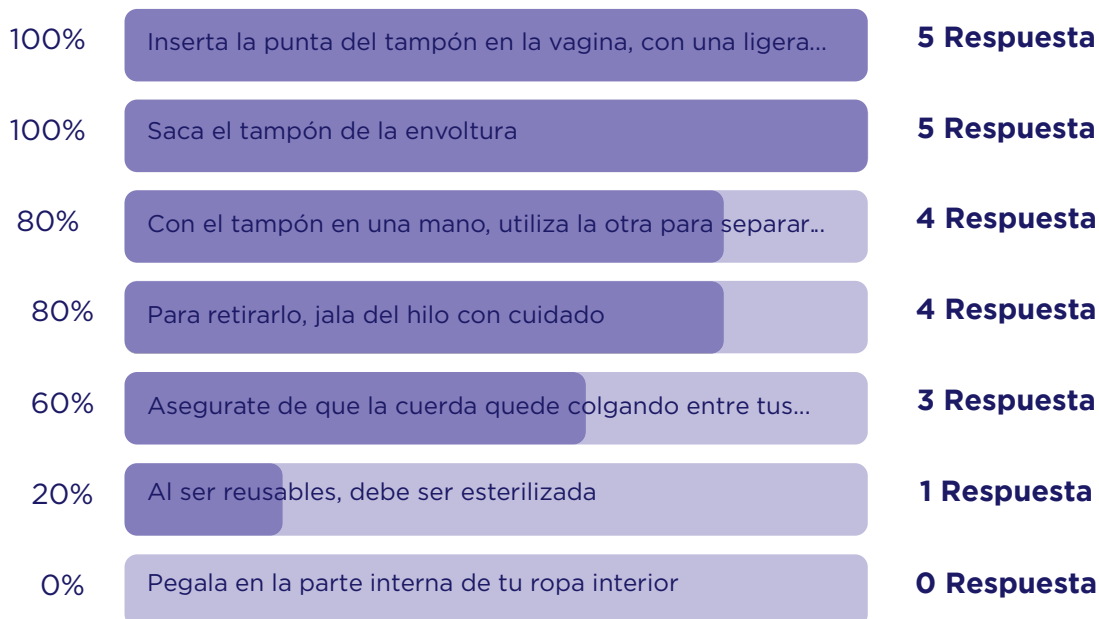 100% Inserta la punta del tampón en la vagina, con una ligera... 5 Respuesta
100% Saca el tampón de la envoltura 5 Respuesta
80% Con el tampón en una mano, utiliza la otra para separar... 4 Respuesta
80% Para retirarlo, jala del hilo con cuidado 4 Respuesta
60% Asegurate de que la cuerda quede colgando entre tus... 3 Respuesta
20% Al ser reusables, debe ser esterilizada 1 Respuesta
0% Pegala en la parte interna de tu ropa interior 0 Respuesta